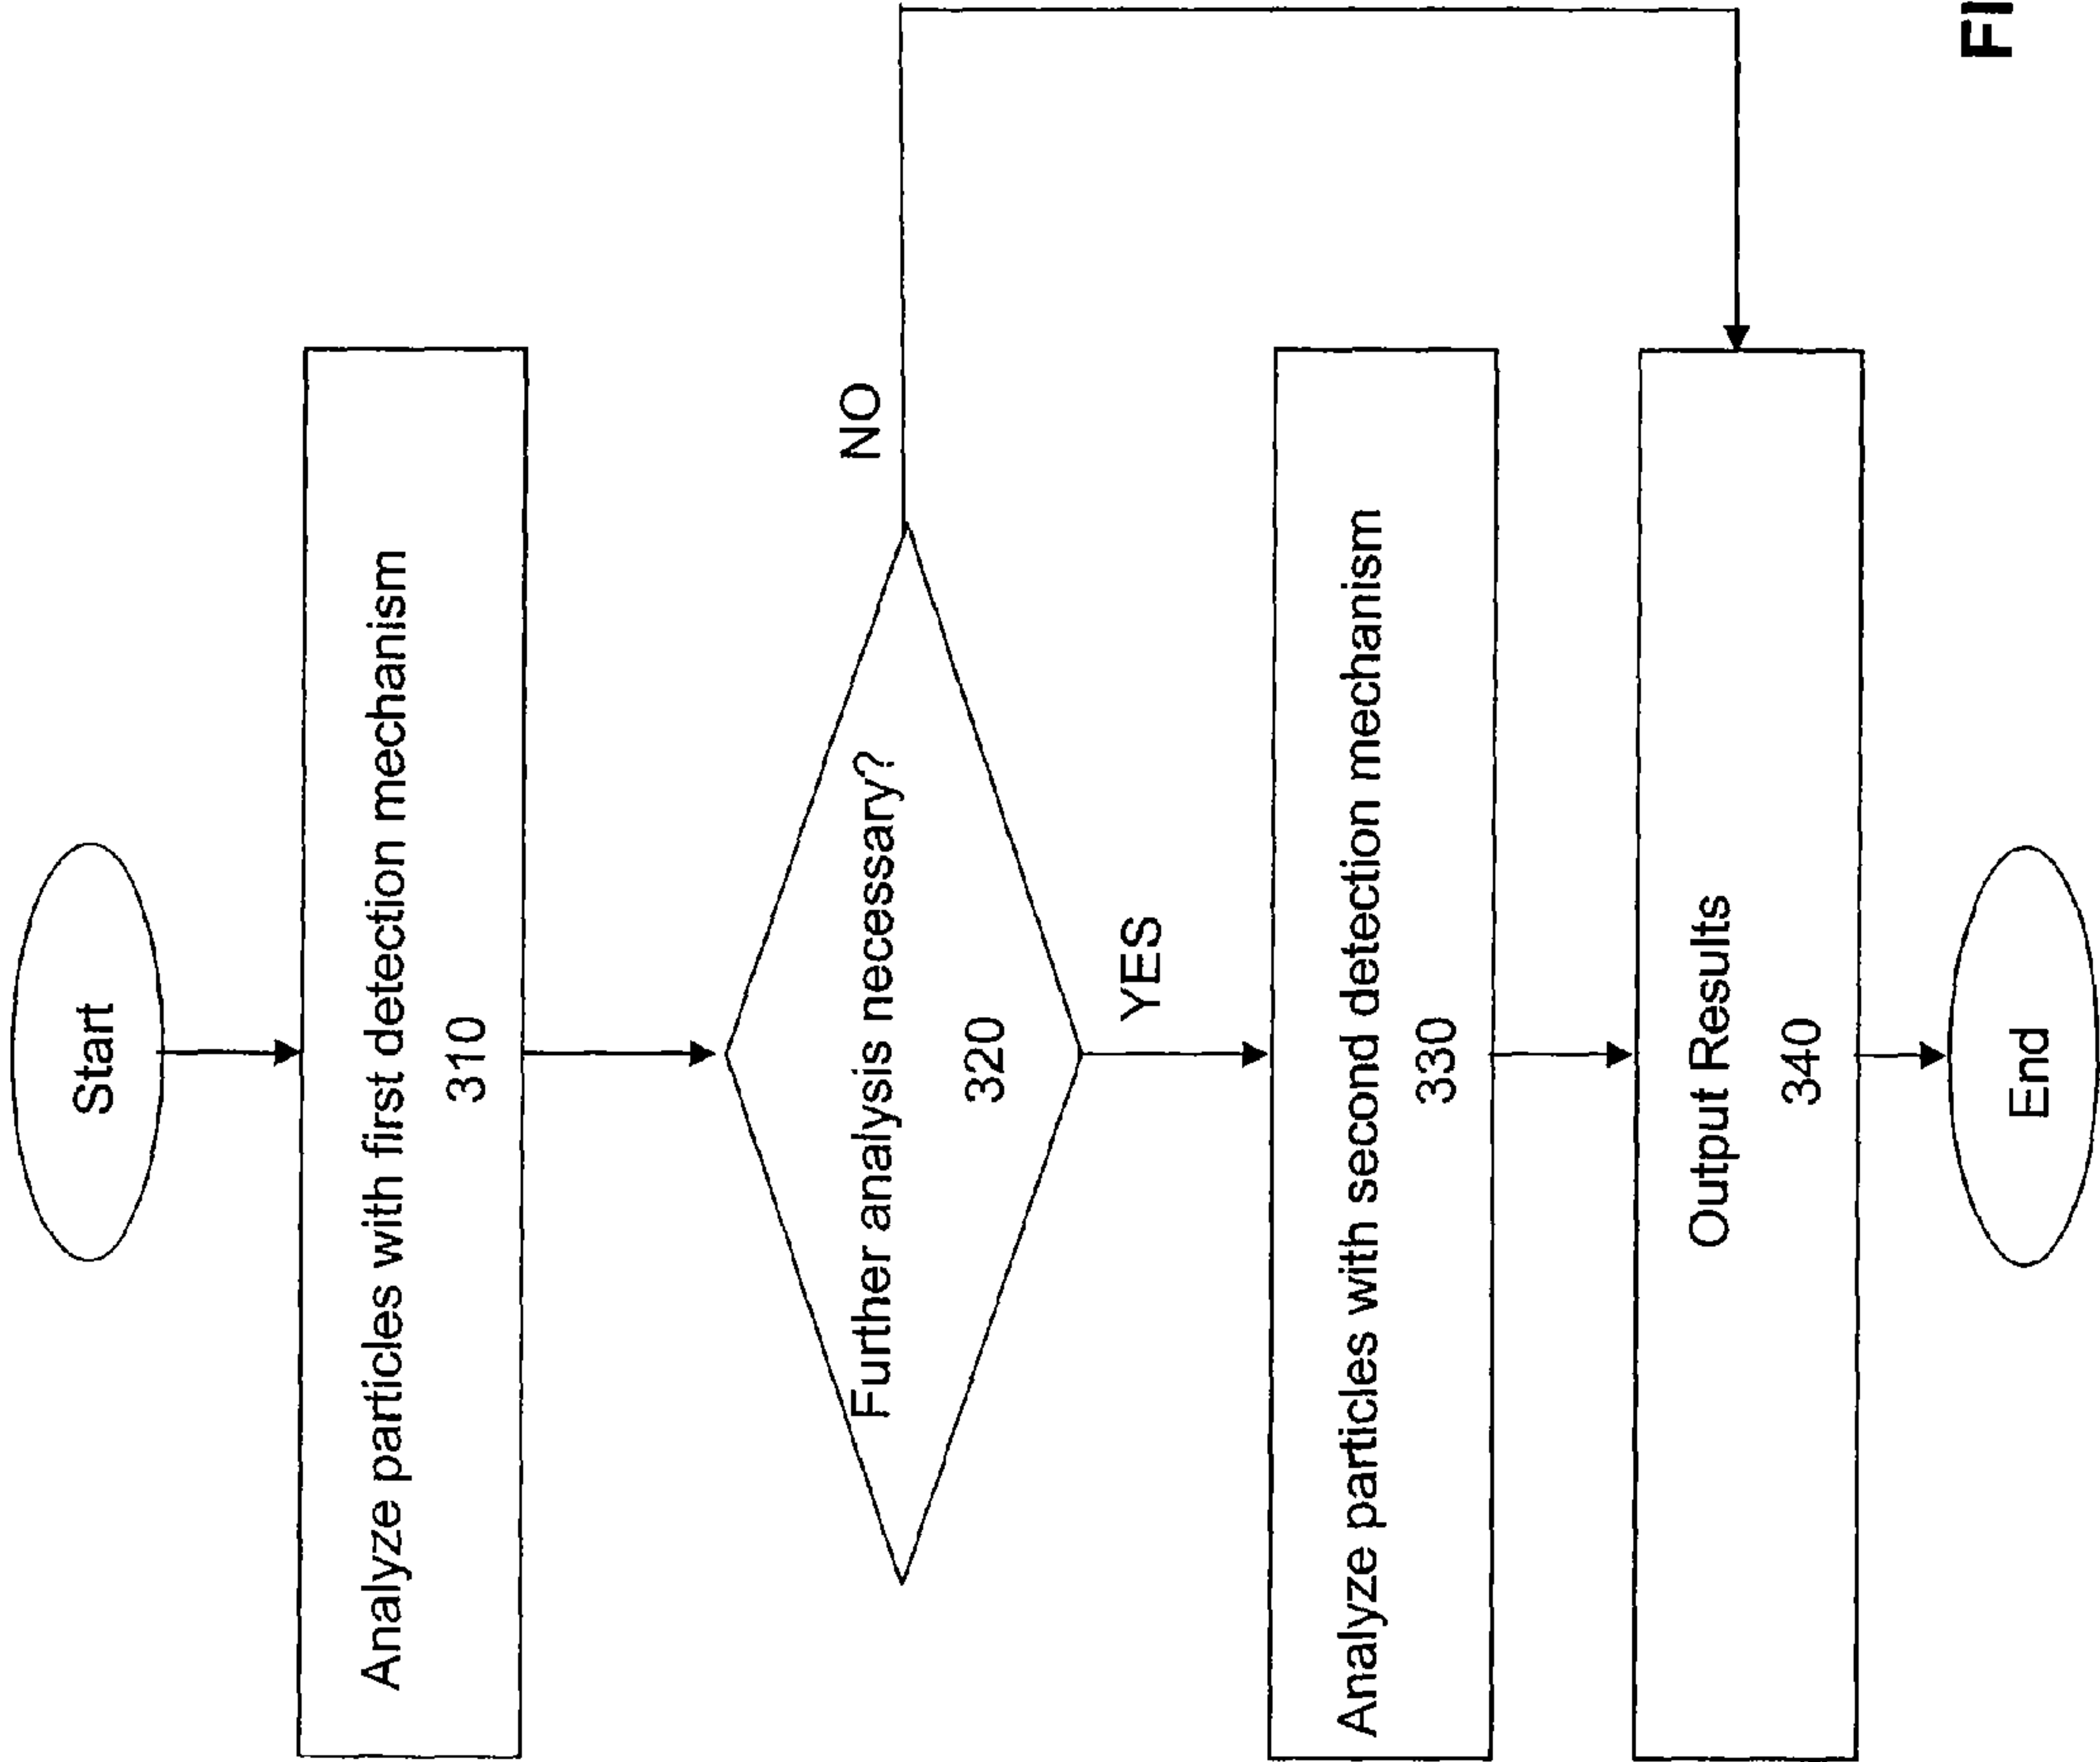 Start
Analyze particles with first detection mechanism
310
Further analysis necessary?
320
NO
YES
Analyze particles with second detection mechanism
330
Output Results
340
End
FI